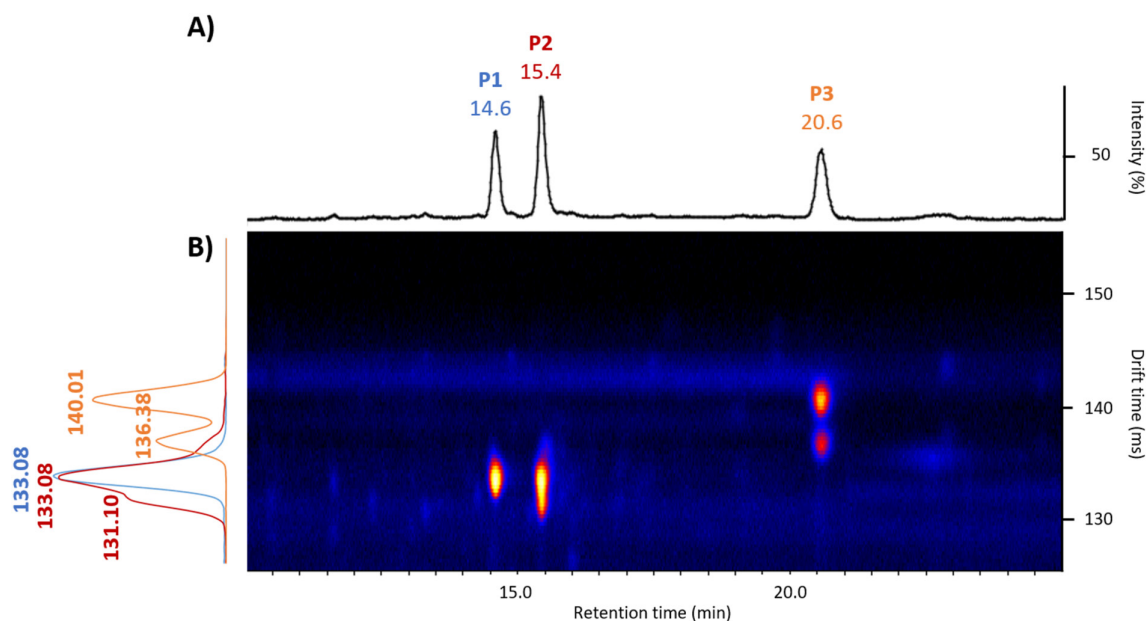 A)
P1
14.6
P2
15.4
P3
20.6
50
Intensity (%)
B)
150
140
130
Drift time (ms)
140.01
136.38
133.08
133.08
131.10
15.0
20.0
Retention time (min)